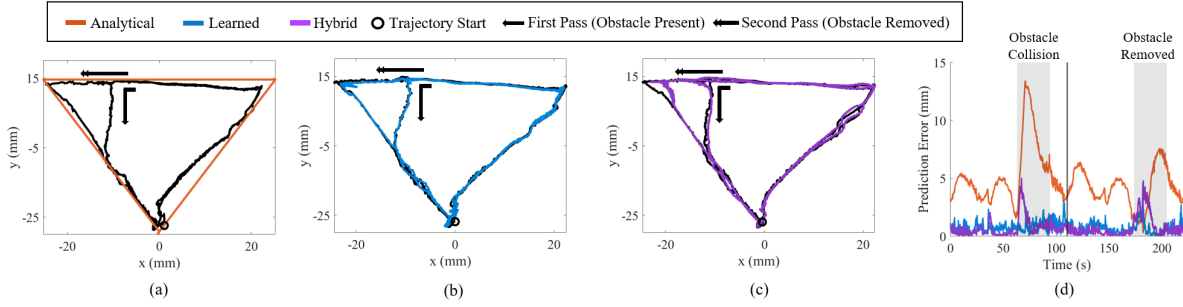 Analytical Learned Hybrid Trajectory Start First Pass (Obstacle Present) Second Pass (Obstacle Removed)
15
-5
-25
y (mm)
-20 0 20
x (mm)
(a)
15
-5
-25
y (mm)
-20 0 20
x (mm)
(b)
15
-5
-25
y (mm)
-20 0 20
x (mm)
(c)
Obstacle
Collision
Obstacle
Removed
15
10
5
0
Prediction Error (mm)
0 50 100 150 200
Time (s)
(d)